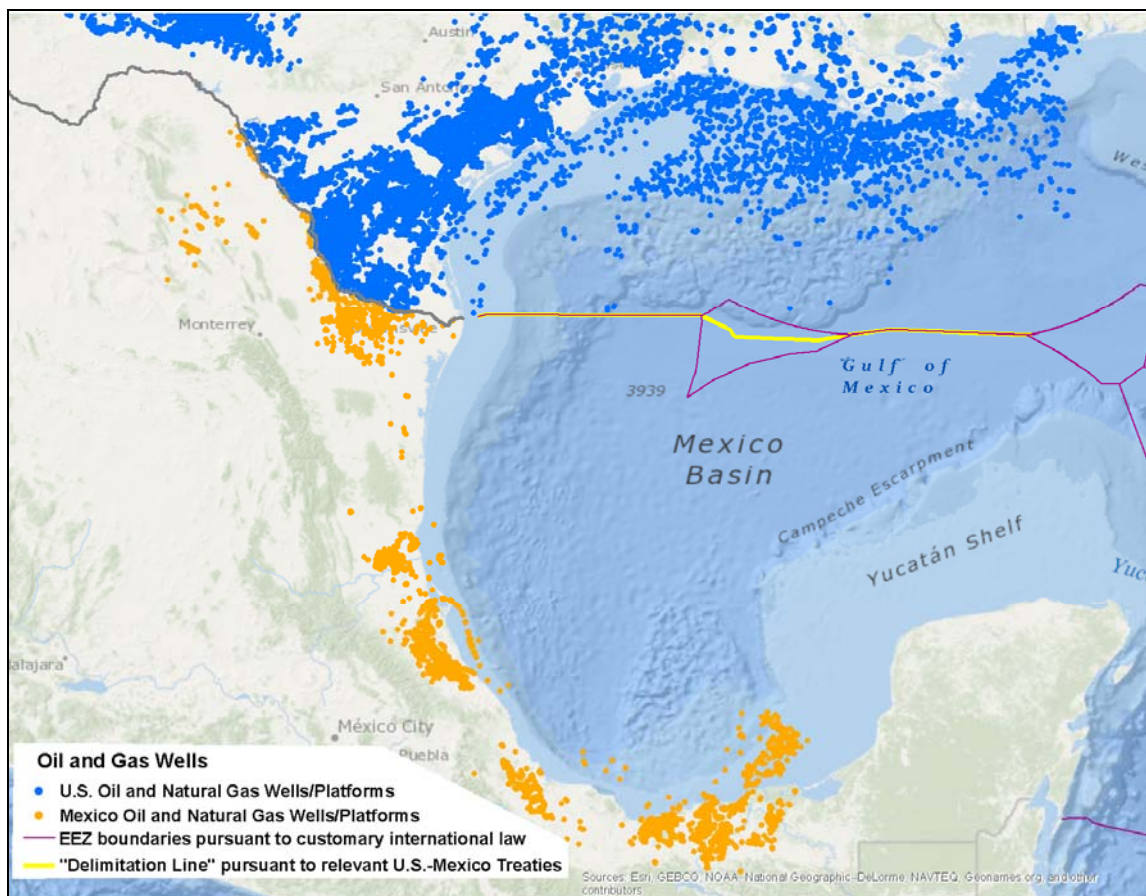 Austin
San Antonio
Monterrey
Gulf of
Mexico
3939
Mexico
Basin
Campeche Escarpment
Yucatán Shelf
México City
Puebla
Oil and Gas Wells
U.S. Oil and Natural Gas Wells/Platforms
Mexico Oil and Natural Gas Wells/Platforms
EEZ boundaries pursuant to customary international law
"Delimitation Line" pursuant to relevant U.S.-Mexico Treaties
Sources: Esri, GEBCO, NOAA, National Geographic, DeLorme, NAVTEQ, Geonames.org, and other
contributors